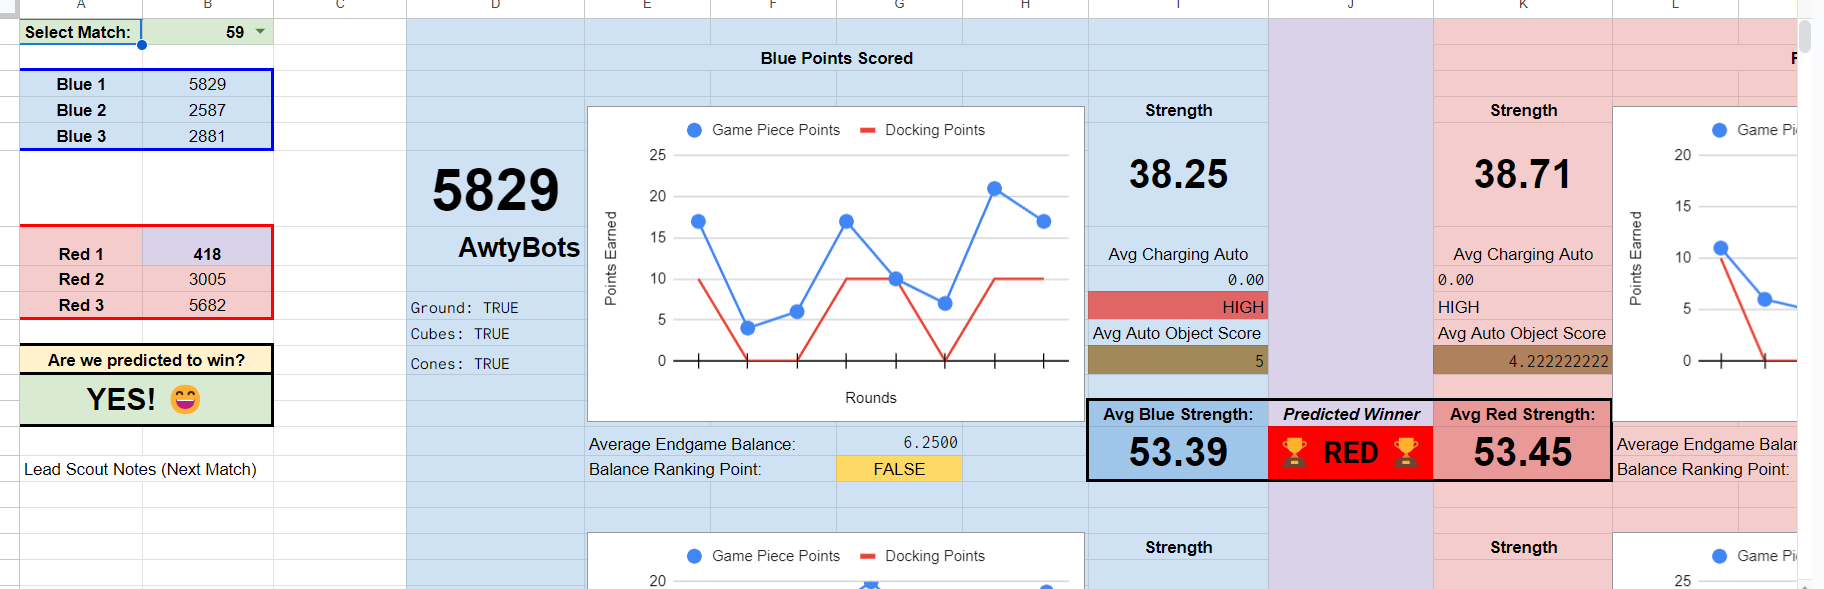 A B C D E F G H I J K L
Select Match: 59
Blue Points Scored
Blue 1 5829
Blue 2 2587
Blue 3 2881
Strength
Strength
Game Piece Points Docking Points
25
20
15
10
5
0
Points Earned
Rounds
5829
AwtyBots
38.25
38.71
Red 1 418
Red 2 3005
Red 3 5682
Ground: TRUE
Cubes: TRUE
Cones: TRUE
Avg Charging Auto
0.00
HIGH
Avg Auto Object Score
5
Avg Charging Auto
0.00
HIGH
Avg Auto Object Score
4.222222222
Game Pi
20
15
10
5
0
Points Earned
Are we predicted to win?
YES! 😄
Avg Blue Strength: Predicted Winner Avg Red Strength:
53.39 🏆 RED 🏆 53.45
Average Endgame Balance: 6.2500
Balance Ranking Point: FALSE
Average Endgame Balar
Balance Ranking Point:
Lead Scout Notes (Next Match)
Game Piece Points Docking Points
20
Strength
Strength
Game Pi
25